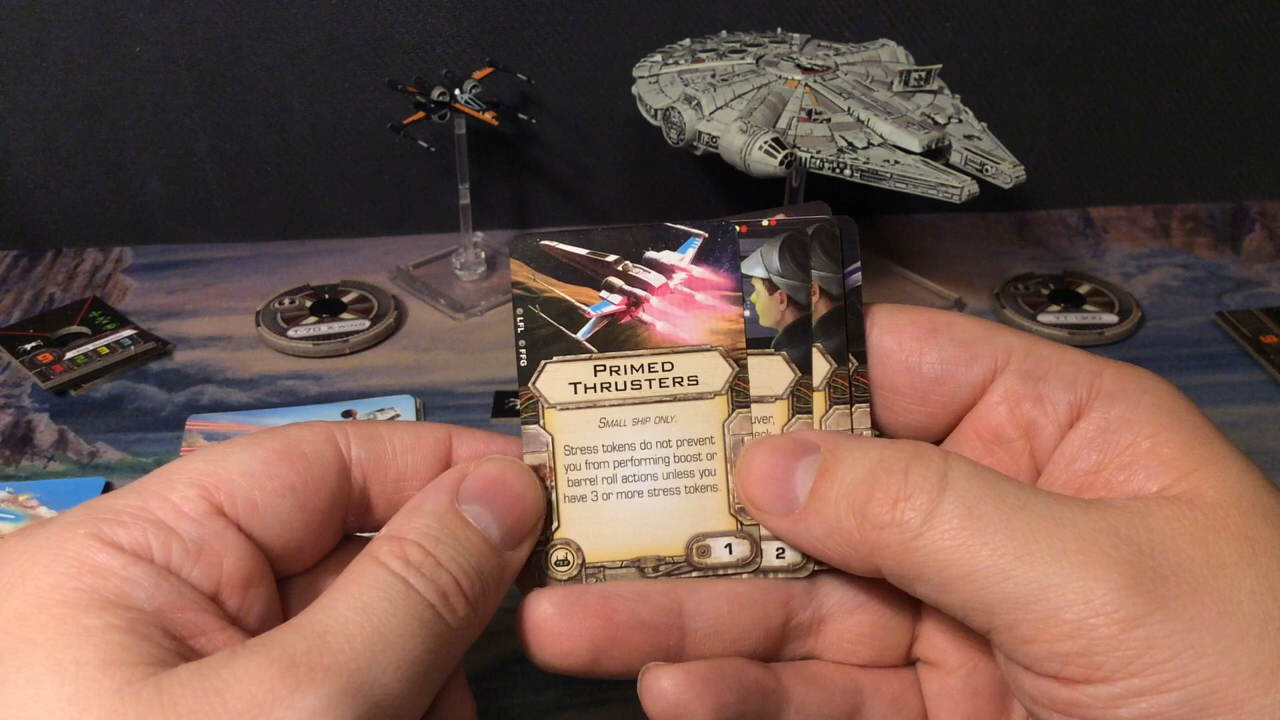 T-70 X-WING
YT-1300
© LFL © FFG
PRIMED
THRUSTERS
SMALL SHIP ONLY.
Stress tokens do not prevent
you from performing boost or
barrel roll actions unless you
have 3 or more stress tokens.
1
uver,
2